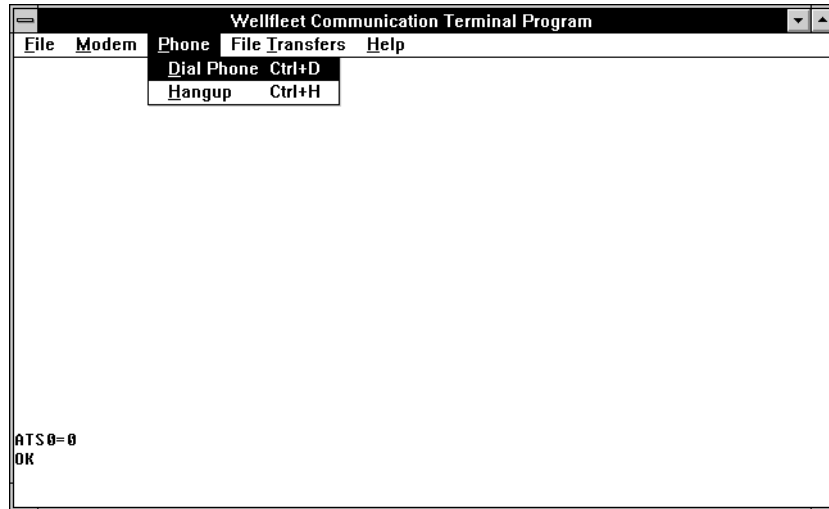 Wellfleet Communication Terminal Program
File Modem Phone File Transfers Help
Dial Phone Ctrl+D
Hangup Ctrl+H
ATS0=0
OK